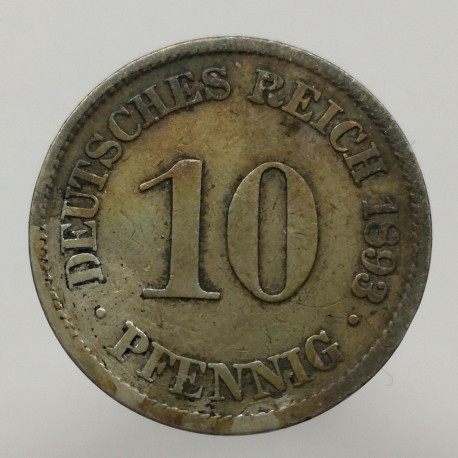 DEUTSCHES REICH 1893
10
· PFENNIG ·